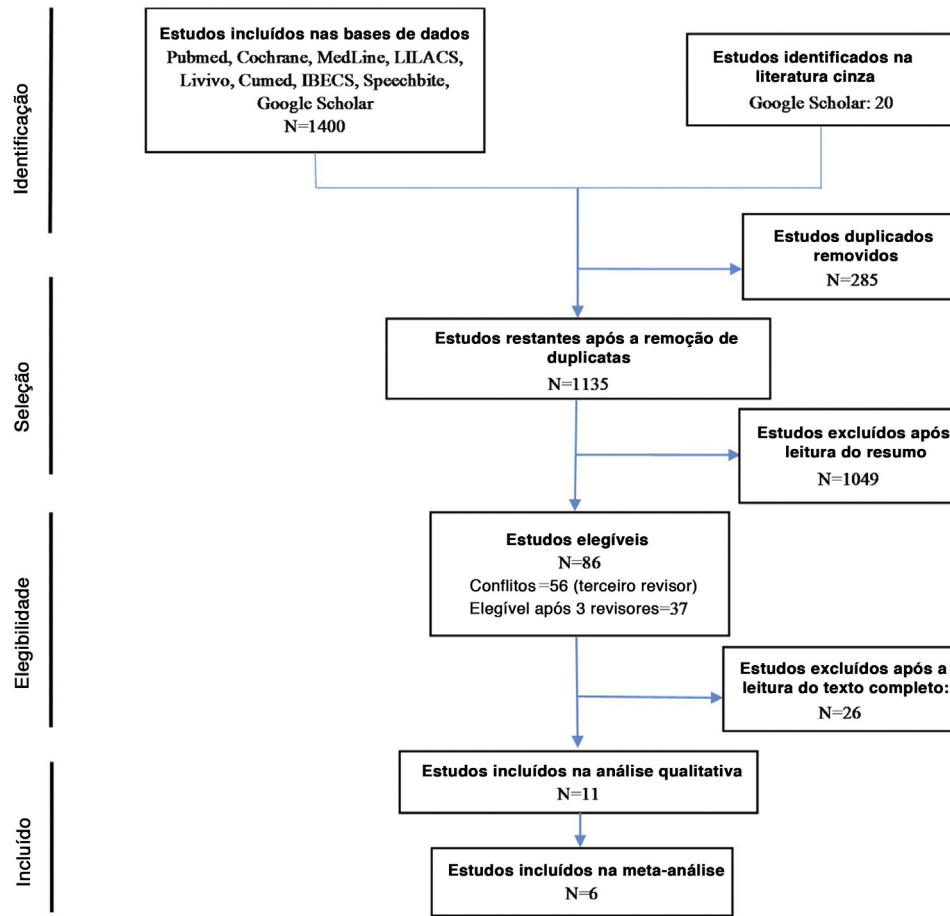 Identificação
Estudos incluídos nas bases de dados
Pubmed, Cochrane, MedLine, LILACS,
Livivo, Cumed, IBECS, Speechbite,
Google Scholar
N=1400
Estudos identificados na
literatura cinza
Google Scholar: 20
Estudos duplicados
removidos
N=285
Seleção
Estudos restantes após a remoção de
duplicatas
N=1135
Estudos excluídos após
leitura do resumo
N=1049
Elegibilidade
Estudos elegíveis
N=86
Conflitos =56 (terceiro revisor)
Elegível após 3 revisores=37
Estudos excluídos após a
leitura do texto completo:
N=26
Incluído
Estudos incluídos na análise qualitativa
N=11
Estudos incluídos na meta-análise
N=6